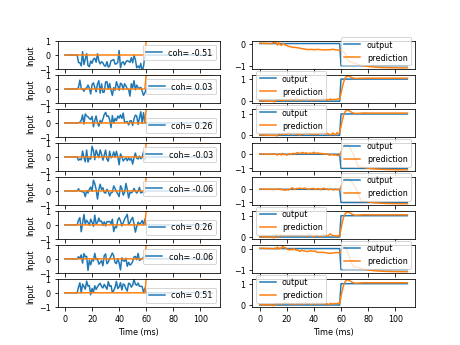 1
0
−1
Input
coh= -0.51
0
−1
output
prediction
1
0
−1
Input
coh= 0.03
1
0
output
prediction
1
0
−1
Input
coh= 0.26
1
0
output
prediction
1
0
−1
Input
coh= -0.03
0
−1
output
prediction
1
0
−1
Input
coh= -0.06
0
−1
output
prediction
1
0
−1
Input
coh= 0.26
1
0
output
prediction
1
0
−1
Input
coh= -0.06
0
−1
output
prediction
1
0
−1
Input
coh= 0.51
1
0
output
prediction
0 20 40 60 80 100
Time (ms)
0 20 40 60 80 100
Time (ms)